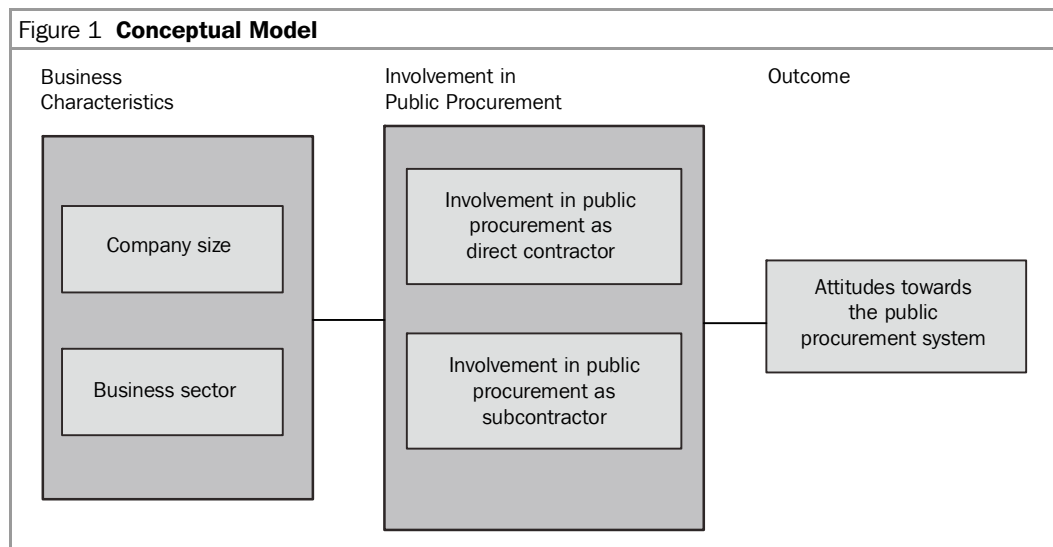 Figure 1 Conceptual Model
Business
Characteristics
Company size
Business sector
Involvement in
Public Procurement
Involvement in public
procurement as
direct contractor
Involvement in public
procurement as
subcontractor
Outcome
Attitudes towards
the public
procurement system